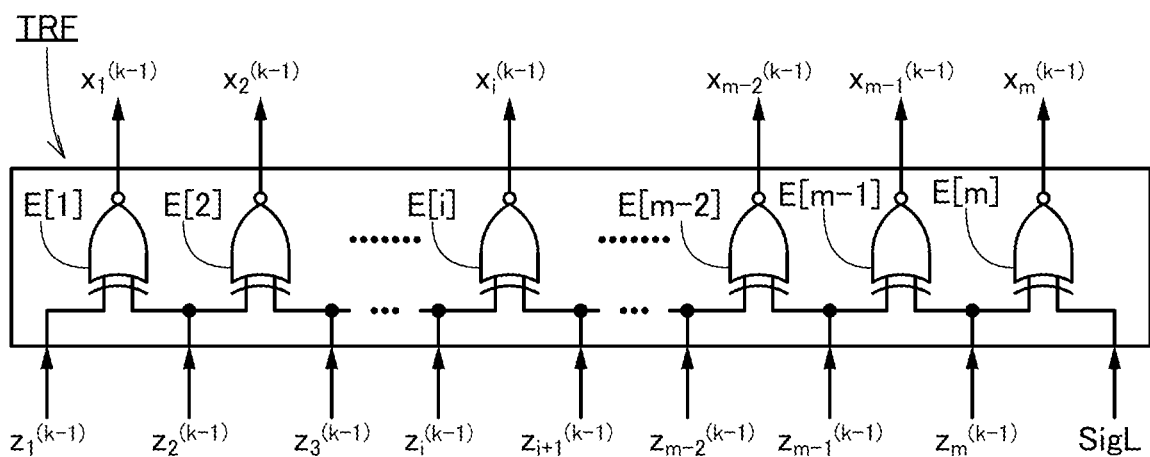 TRF
x₁⁽ᵏ⁻¹⁾ x₂⁽ᵏ⁻¹⁾ xᵢ⁽ᵏ⁻¹⁾ xₘ₋₂⁽ᵏ⁻¹⁾ xₘ₋₁⁽ᵏ⁻¹⁾ xₘ⁽ᵏ⁻¹⁾
E[1] E[2] E[i] E[m-2] E[m-1] E[m]
z₁⁽ᵏ⁻¹⁾ z₂⁽ᵏ⁻¹⁾ z₃⁽ᵏ⁻¹⁾ zᵢ⁽ᵏ⁻¹⁾ zᵢ₊₁⁽ᵏ⁻¹⁾ zₘ₋₂⁽ᵏ⁻¹⁾ zₘ₋₁⁽ᵏ⁻¹⁾ zₘ⁽ᵏ⁻¹⁾ SigL